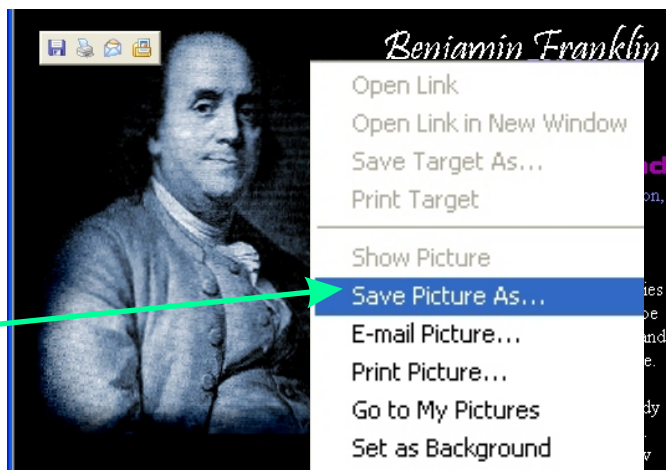 Benjamin Franklin
Open Link
Open Link in New Window
Save Target As...
Print Target
Show Picture
Save Picture As...
E-mail Picture...
Print Picture...
Go to My Pictures
Set as Background